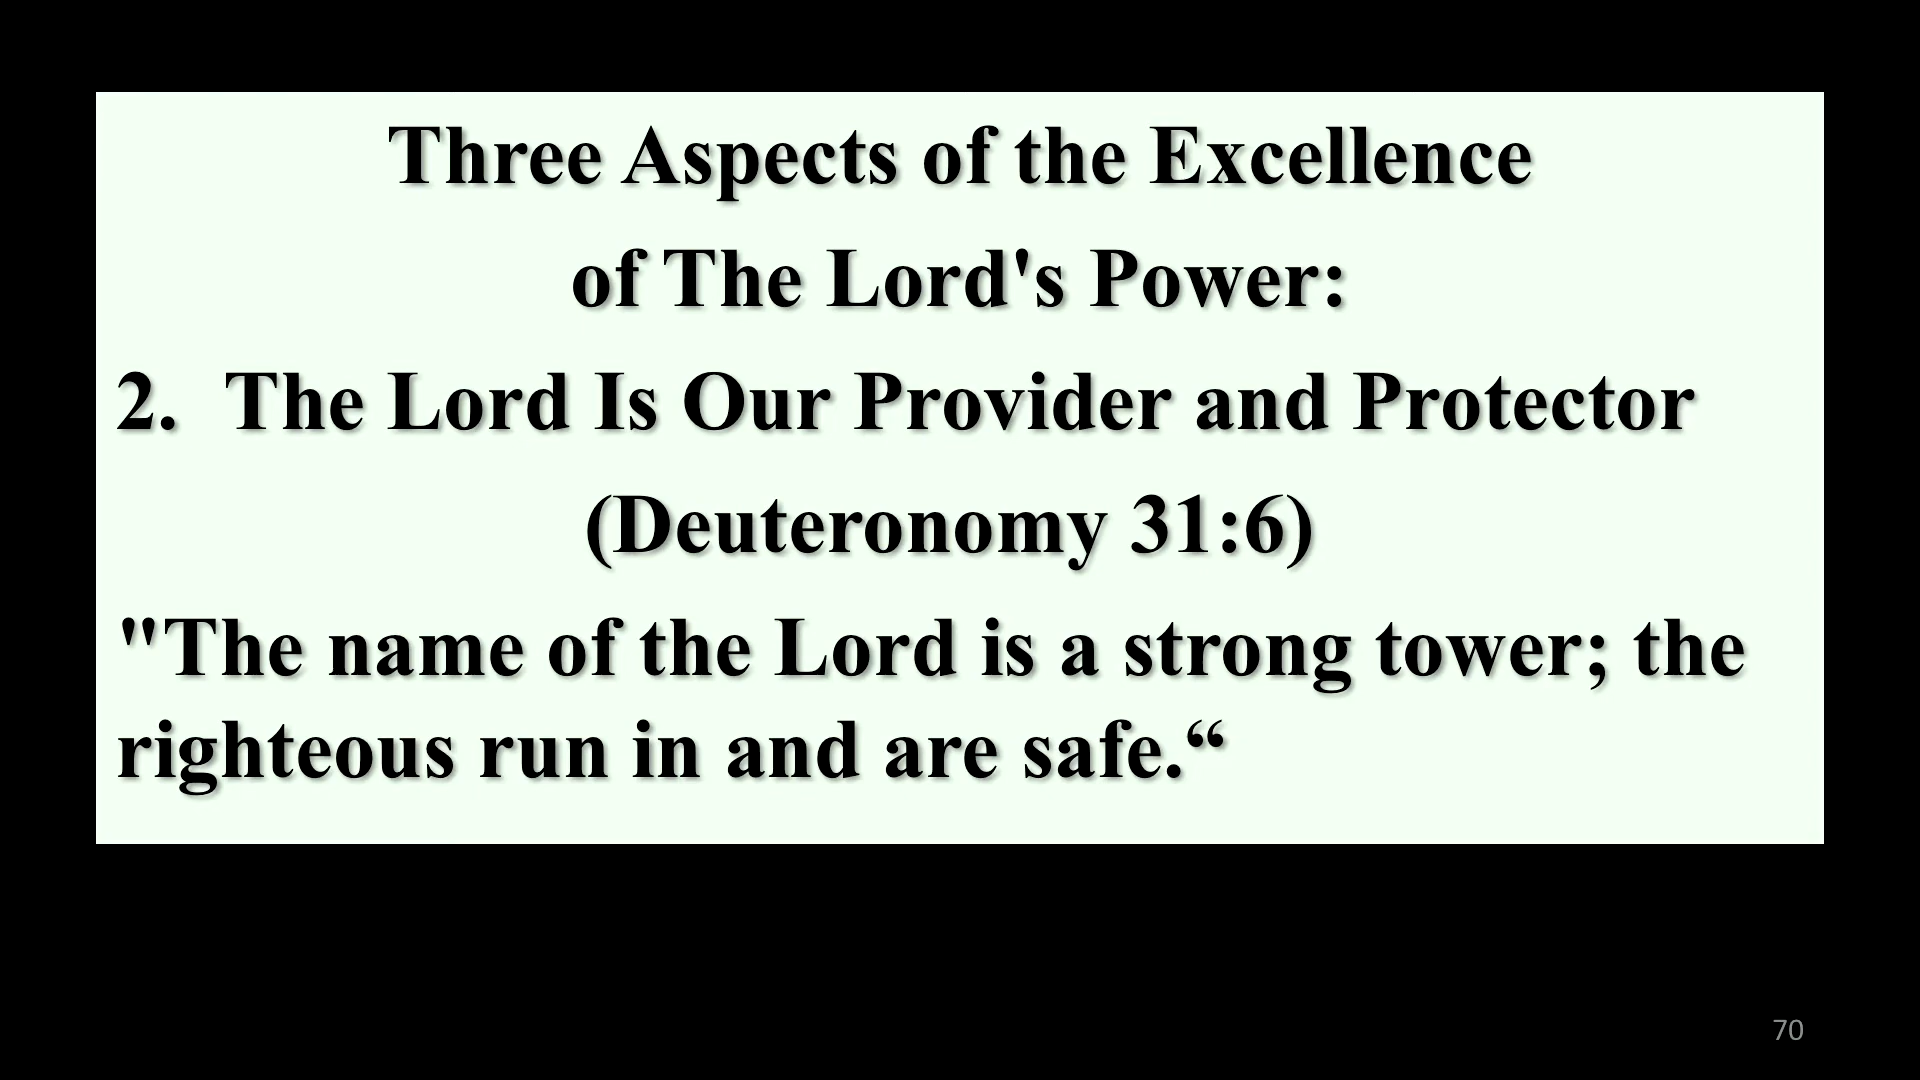 Three Aspects of the Excellence
of The Lord's Power:
2.  The Lord Is Our Provider and Protector
(Deuteronomy 31:6)
"The name of the Lord is a strong tower; the
righteous run in and are safe.“
70